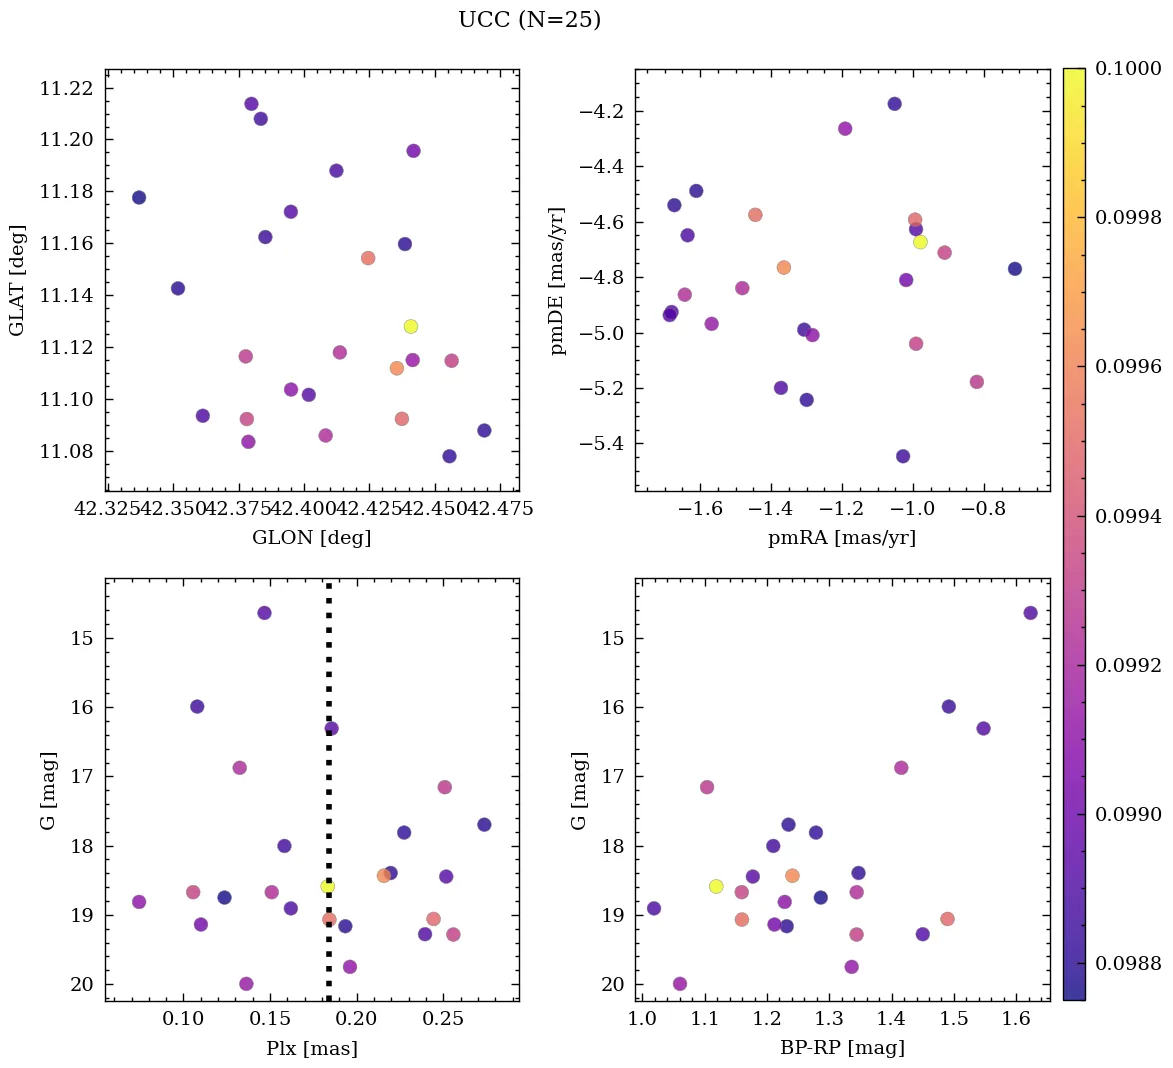 UCC (N=25)
11.22
11.20
11.18
11.16
11.14
11.12
11.10
11.08
GLAT [deg]
42.325 42.350 42.375 42.400 42.425 42.450 42.475
GLON [deg]
−4.2
−4.4
−4.6
−4.8
−5.0
−5.2
−5.4
pmDE [mas/yr]
−1.6 −1.4 −1.2 −1.0 −0.8
pmRA [mas/yr]
15
16
17
18
19
20
G [mag]
0.10 0.15 0.20 0.25
Plx [mas]
15
16
17
18
19
20
G [mag]
1.0 1.1 1.2 1.3 1.4 1.5 1.6
BP-RP [mag]
0.1000
0.0998
0.0996
0.0994
0.0992
0.0990
0.0988